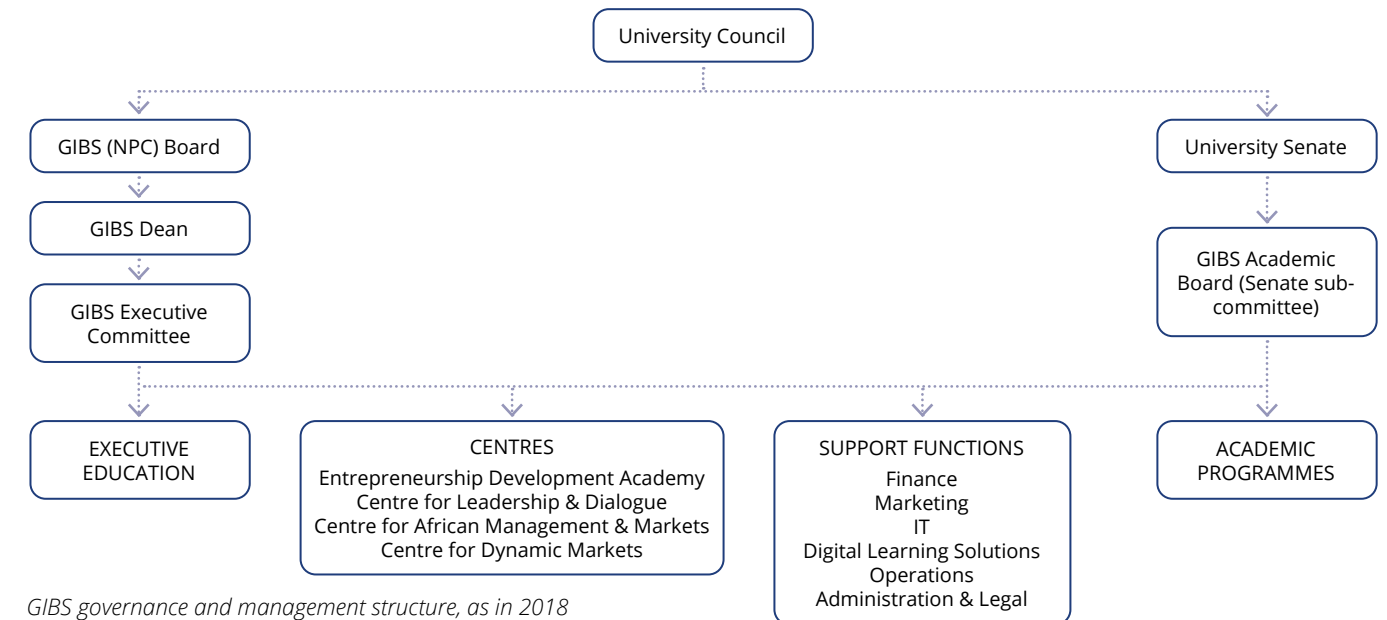 University Council
GIBS (NPC) Board
University Senate
GIBS Dean
GIBS Academic
Board (Senate sub-
committee)
GIBS Executive
Committee
EXECUTIVE
EDUCATION
CENTRES
Entrepreneurship Development Academy
Centre for Leadership & Dialogue
Centre for African Management & Markets
Centre for Dynamic Markets
SUPPORT FUNCTIONS
Finance
Marketing
IT
Digital Learning Solutions
Operations
Administration & Legal
ACADEMIC
PROGRAMMES
GIBS governance and management structure, as in 2018